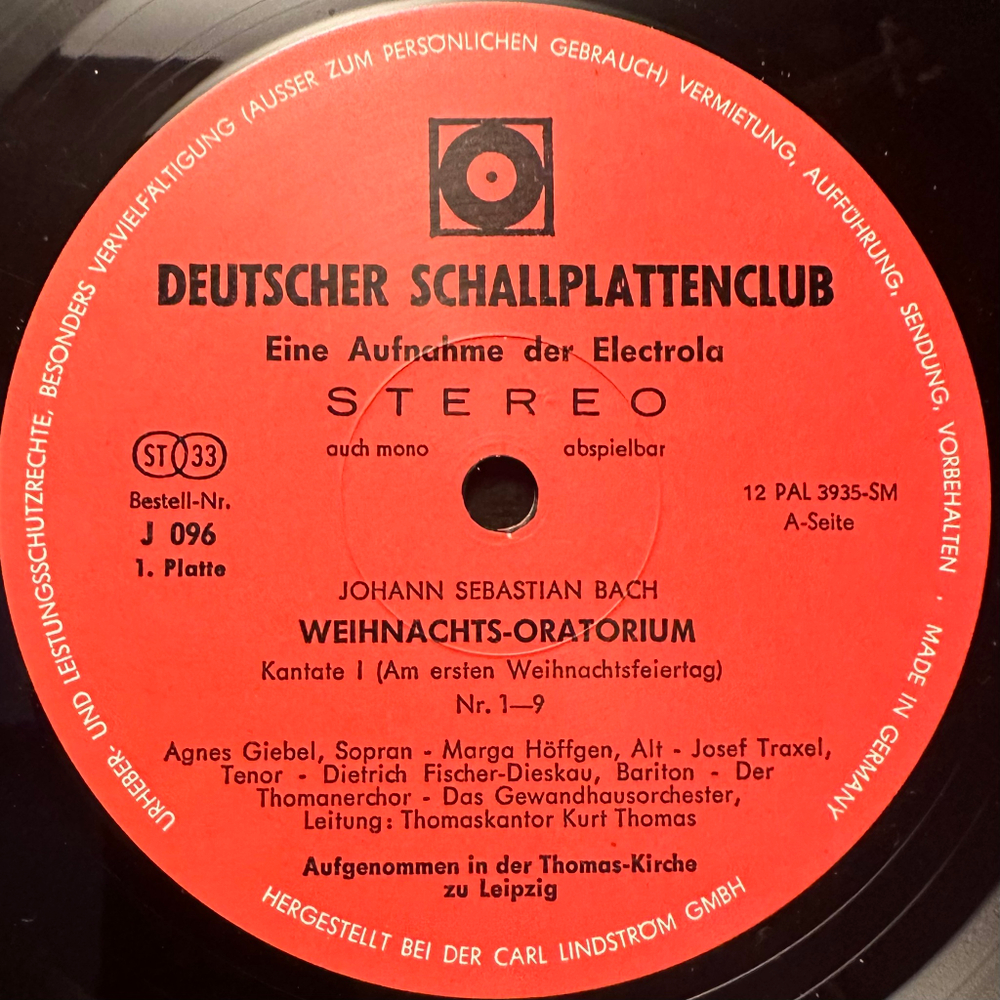 URHEBER- UND LEISTUNGSSCHUTZRECHTE, BESONDERS VERVIELFÄLTIGUNG (AUSSER ZUM PERSÖNLICHEN GEBRAUCH) VERMIETUNG, AUFFÜHRUNG, SENDUNG, VORBEHALTEN · MADE IN GERMANY
DEUTSCHER SCHALLPLATTENCLUB
Eine Aufnahme der Electrola
STEREO
auch mono abspielbar
ST 33
Bestell-Nr.
J 096
1. Platte
12 PAL 3935-SM
A-Seite
JOHANN SEBASTIAN BACH
WEIHNACHTS-ORATORIUM
Kantate I (Am ersten Weihnachtsfeiertag)
Nr. 1—9
Agnes Giebel, Sopran - Marga Höffgen, Alt - Josef Traxel,
Tenor - Dietrich Fischer-Dieskau, Bariton - Der
Thomanerchor - Das Gewandhausorchester,
Leitung: Thomaskantor Kurt Thomas
Aufgenommen in der Thomas-Kirche
zu Leipzig
HERGESTELLT BEI DER CARL LINDSTRÖM GMBH